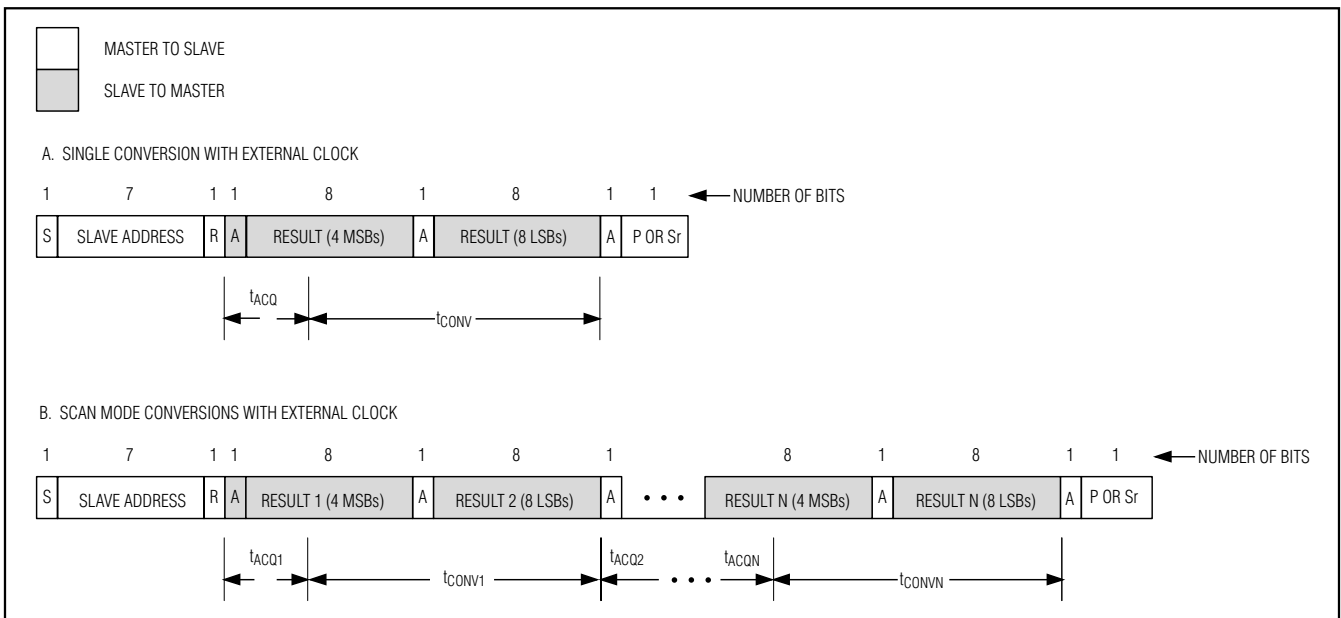 MASTER TO SLAVE
SLAVE TO MASTER
A. SINGLE CONVERSION WITH EXTERNAL CLOCK
1 7 1 1 8 1 8 1 1 NUMBER OF BITS
S SLAVE ADDRESS R A RESULT (4 MSBs) A RESULT (8 LSBs) A P OR Sr
tACQ
tCONV
B. SCAN MODE CONVERSIONS WITH EXTERNAL CLOCK
1 7 1 1 8 1 8 1 8 1 8 1 1 NUMBER OF BITS
S SLAVE ADDRESS R A RESULT 1 (4 MSBs) A RESULT 2 (8 LSBs) A • • • RESULT N (4 MSBs) A RESULT N (8 LSBs) A P OR Sr
tACQ1 tACQ2 tACQN
tCONV1 • • • tCONVN